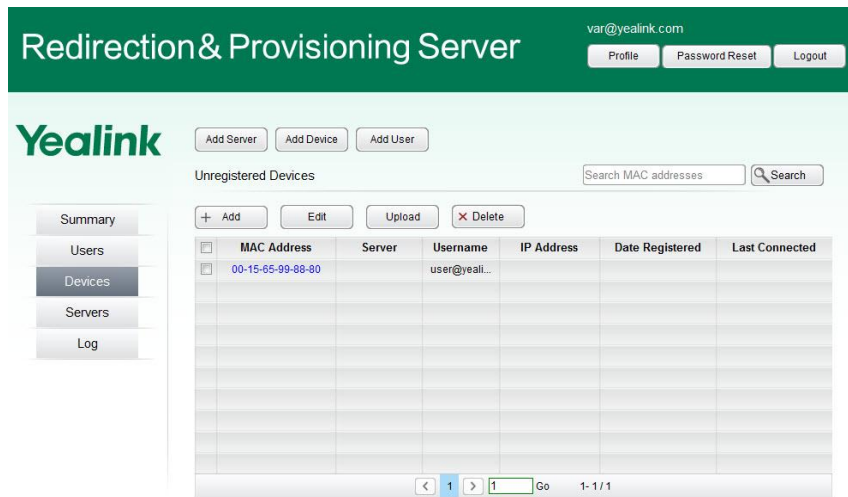 Redirection & Provisioning Server
var@yealink.com
Profile Password Reset Logout
Yealink
Add Server Add Device Add User
Unregistered Devices
Search MAC addresses Search
Summary
Users
Devices
Servers
Log
+ Add Edit Upload × Delete
MAC Address Server Username IP Address Date Registered Last Connected
00-15-65-99-88-80 user@yeali...
< 1 > 1 Go 1- 1 / 1